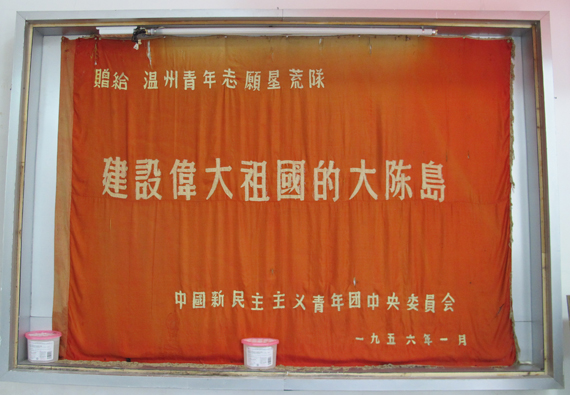 贈給 温州青年志願垦荒隊
建設偉大祖國的大陈島
中國新民主主义青年团中央委員会
一九五六年一月